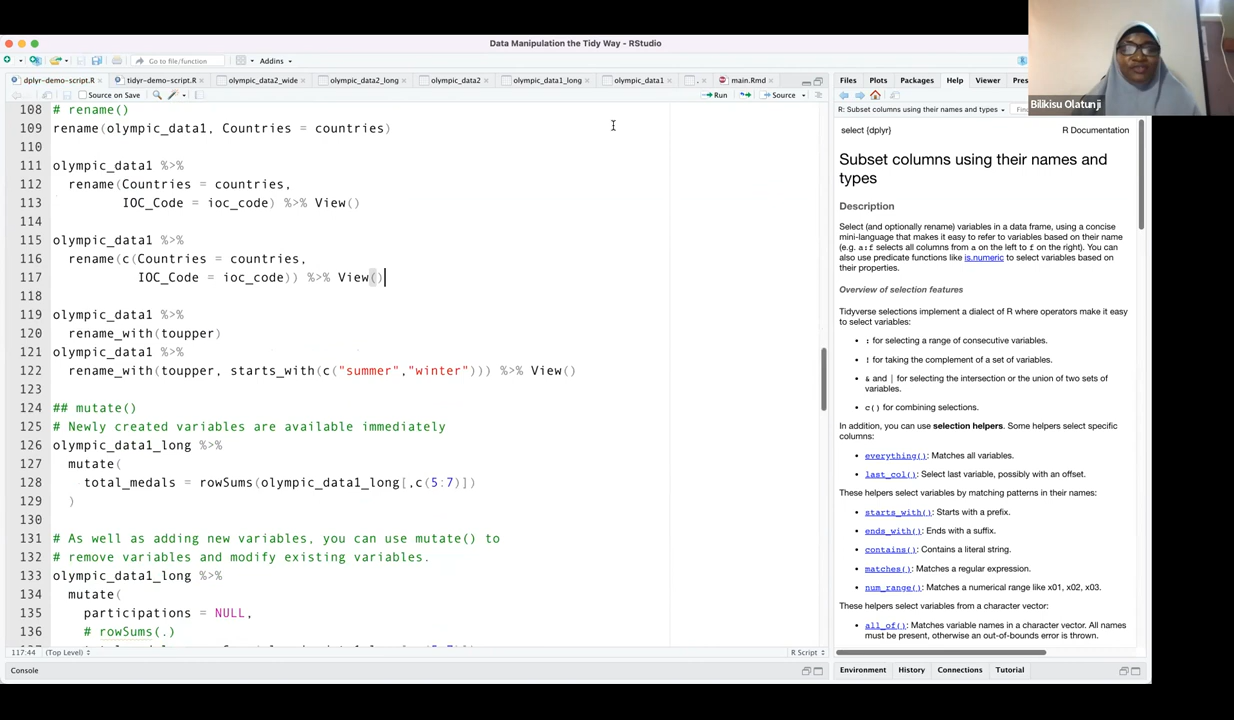 Data Manipulation the Tidy Way - RStudio
Go to file/function
Addins
dplyr-demo-script.R
tidyr-demo-script.R
olympic_data2_wide
olympic_data2_long
olympic_data2
olympic_data1_long
olympic_data1
main.Rmd
Source on Save
Run
Source
108 # rename()
109 rename(olympic_data1, Countries = countries)
110
111 olympic_data1 %>%
112 rename(Countries = countries,
113 IOC_Code = ioc_code) %>% View()
114
115 olympic_data1 %>%
116 rename(c(Countries = countries,
117 IOC_Code = ioc_code)) %>% View()
118
119 olympic_data1 %>%
120 rename_with(toupper)
121 olympic_data1 %>%
122 rename_with(toupper, starts_with(c("summer","winter"))) %>% View()
123
124 ## mutate()
125 # Newly created variables are available immediately
126 olympic_data1_long %>%
127 mutate(
128 total_medals = rowSums(olympic_data1_long[,c(5:7)])
129 )
130
131 # As well as adding new variables, you can use mutate() to
132 # remove variables and modify existing variables.
133 olympic_data1_long %>%
134 mutate(
135 participations = NULL,
136 # rowSums(.)
117:44 (Top Level)
R Script
Console
Files Plots Packages Help Viewer Pres
Bilikisu Olatunji
R: Subset columns using their names and types
select {dplyr} R Documentation
Subset columns using their names and
types
Description
Select (and optionally rename) variables in a data frame, using a concise
mini-language that makes it easy to refer to variables based on their name
(e.g. a:f selects all columns from a on the left to f on the right). You can
also use predicate functions like is.numeric to select variables based on
their properties.
Overview of selection features
Tidyverse selections implement a dialect of R where operators make it easy
to select variables:
• : for selecting a range of consecutive variables.
• ! for taking the complement of a set of variables.
• & and | for selecting the intersection or the union of two sets of
variables.
• c() for combining selections.
In addition, you can use selection helpers. Some helpers select specific
columns:
• everything(): Matches all variables.
• last_col(): Select last variable, possibly with an offset.
These helpers select variables by matching patterns in their names:
• starts_with(): Starts with a prefix.
• ends_with(): Ends with a suffix.
• contains(): Contains a literal string.
• matches(): Matches a regular expression.
• num_range(): Matches a numerical range like x01, x02, x03.
These helpers select variables from a character vector:
• all_of(): Matches variable names in a character vector. All names
must be present, otherwise an out-of-bounds error is thrown.
Environment History Connections Tutorial